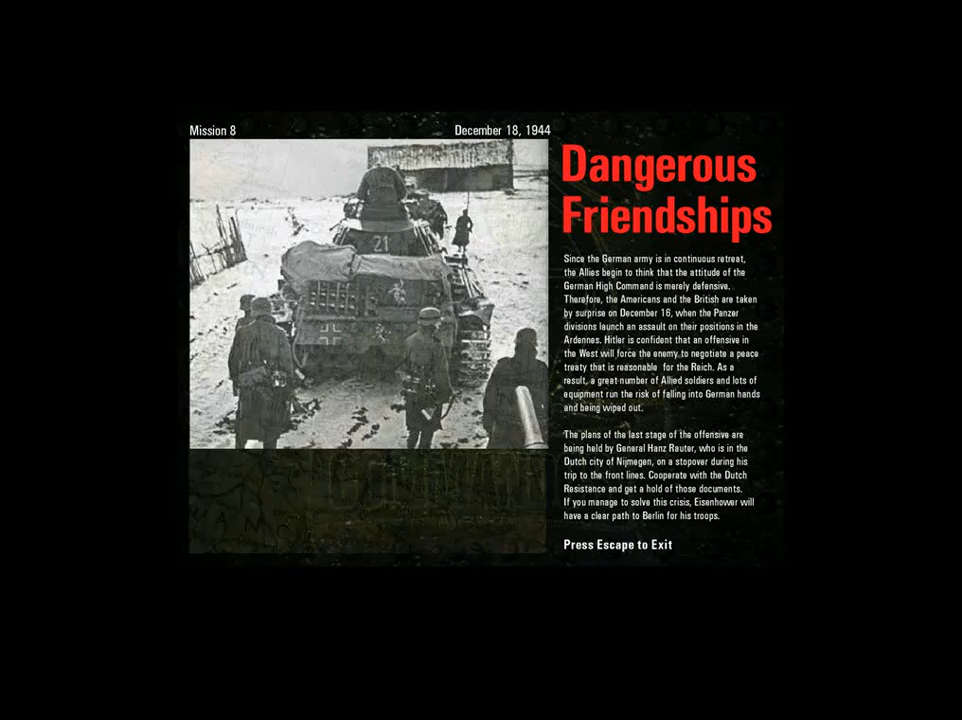 Mission 8
December 18, 1944
Dangerous
Friendships
Since the German army is in continuous retreat,
the Allies begin to think that the attitude of the
German High Command is merely defensive.
Therefore, the Americans and the British are taken
by surprise on December 16, when the Panzer
divisions launch an assault on their positions in the
Ardennes. Hitler is confident that an offensive in
the West will force the enemy to negotiate a peace
treaty that is reasonable for the Reich. As a
result, a great number of Allied soldiers and lots of
equipment run the risk of falling into German hands
and being wiped out.
The plans of the last stage of the offensive are
being held by General Hanz Rauter, who is in the
Dutch city of Nijmegen, on a stopover during his
trip to the front lines. Cooperate with the Dutch
Resistance and get a hold of those documents.
If you manage to solve this crisis, Eisenhower will
have a clear path to Berlin for his troops.
Press Escape to Exit
21